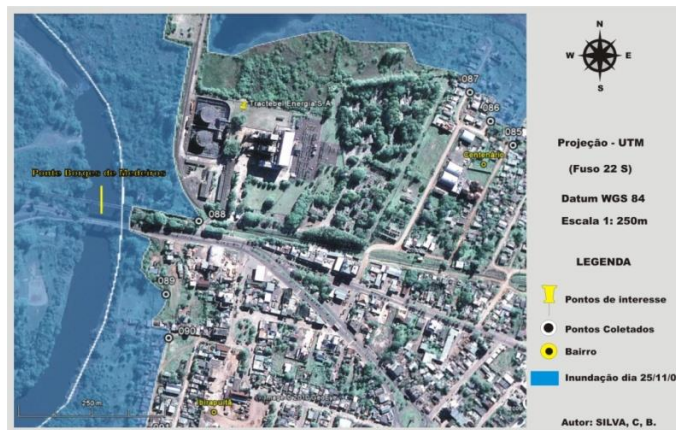 087
086
085
Tractebel Energia S.A
Centenário
Ponte Borges de Medeiros
088
089
090
Ibirapuitã
250 m
N
W E
S
Projeção - UTM
(Fuso 22 S)
Datum WGS 84
Escala 1: 250m
LEGENDA
Pontos de interesse
Pontos Coletados
Bairro
Inundação dia 25/11/0
Autor: SILVA, C, B.